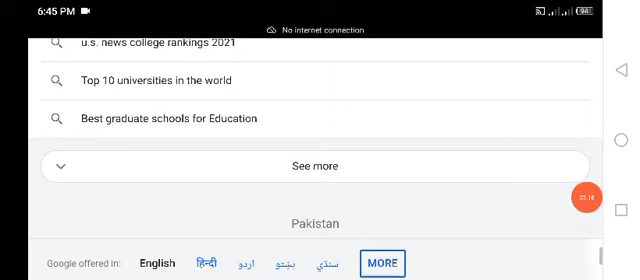 6:45 PM
94
No internet connection
u.s. news college rankings 2021
Top 10 universities in the world
Best graduate schools for Education
See more
Pakistan
Google offered in: English हिन्दी اردو پښتو سنڌي MORE